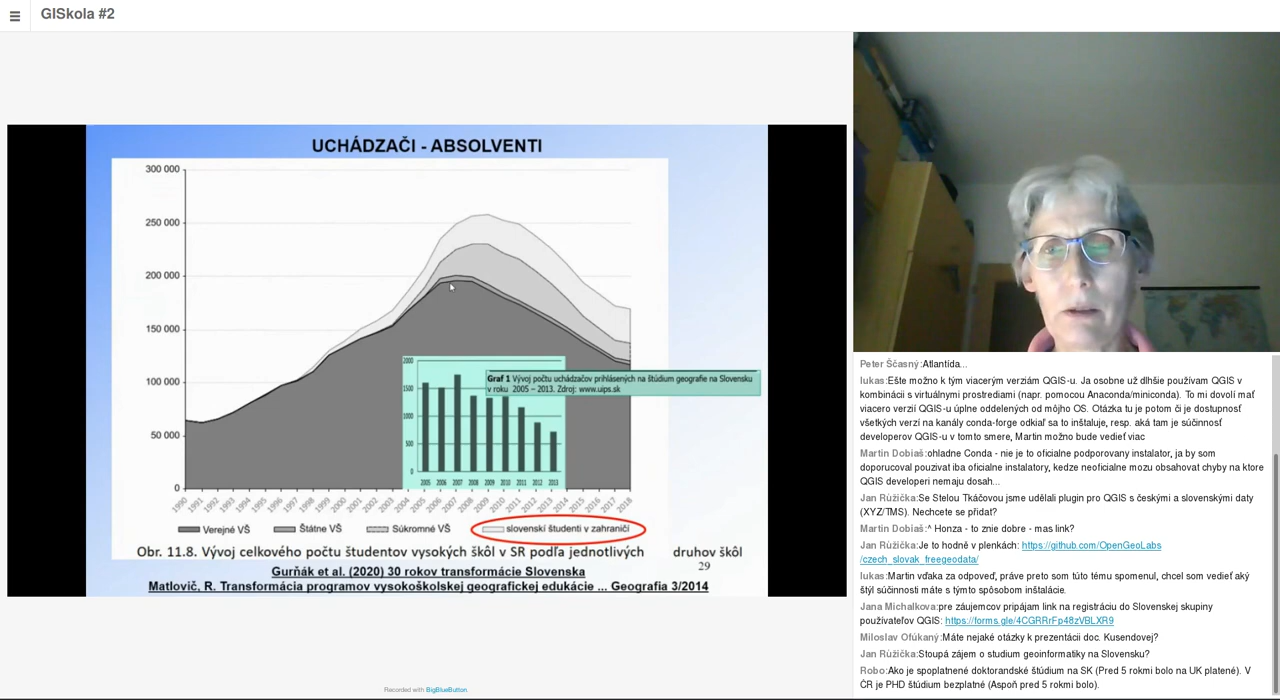 GISkola #2
UCHÁDZAČI - ABSOLVENTI
300 000
250 000
200 000
150 000
100 000
50 000
0
1990 1991 1992 1993 1994 1995 1996 1997 1998 1999 2000 2001 2002 2003 2004 2005 2006 2007 2008 2009 2010 2011 2012 2013 2014 2015 2016 2017 2018
2000
1500
1000
500
0
2005 2006 2007 2008 2009 2010 2011 2012 2013
Graf 1 Vývoj počtu uchádzačov prihlásených na štúdium geografie na Slovensku
v roku 2005 – 2013. Zdroj: www.uips.sk
Verejné VŠ Štátne VŠ Súkromné VŠ slovenskí študenti v zahraničí
Obr. 11.8. Vývoj celkového počtu študentov vysokých škôl v SR podľa jednotlivých druhov škôl
29
Gurňák et al. (2020) 30 rokov transformácie Slovenska
Matlovič, R. Transformácia programov vysokoškolskej geografickej edukácie ... Geografia 3/2014
Recorded with BigBlueButton.
Peter Ščasný:Atlantída...
lukas:Ešte možno k tým viacerým verziám QGIS-u. Ja osobne už dlhšie používam QGIS v
kombinácii s virtuálnymi prostrediami (napr. pomocou Anaconda/miniconda). To mi dovolí mať
viacero verzií QGIS-u úplne oddelených od môjho OS. Otázka tu je potom či je dostupnosť
všetkých verzí na kanály conda-forge odkiaľ sa to inštaluje, resp. aká tam je súčinnosť
developerov QGIS-u v tomto smere, Martin možno bude vedieť viac
Martin Dobiaš:ohladne Conda - nie je to oficialne podporovany instalator, ja by som
doporucoval pouzivat iba oficialne instalatory, kedze neoficialne mozu obsahovat chyby na ktore
QGIS developeri nemaju dosah...
Jan Růžička:Se Stelou Tkáčovou jsme udělali plugin pro QGIS s českými a slovenskými daty
(XYZ/TMS). Nechcete se přidat?
Martin Dobiaš:^ Honza - to znie dobre - mas link?
Jan Růžička:Je to hodně v plenkách: https://github.com/OpenGeoLabs
/czech_slovak_freegeodata/
lukas:Martin vďaka za odpoveď, práve preto som túto tému spomenul, chcel som vedieť aký
štýl súčinnosti máte s týmto spôsobom inštalácie.
Jana Michalkova:pre záujemcov pripájam link na registráciu do Slovenskej skupiny
používateľov QGIS: https://forms.gle/4CGRRrFp48zVBLXR9
Miloslav Ofúkaný:Máte nejaké otázky k prezentácii doc. Kusendovej?
Jan Růžička:Stoupá zájem o studium geoinformatiky na Slovensku?
Robo:Ako je spoplatnené doktorandské štúdium na SK (Pred 5 rokmi bolo na UK platené). V
ČR je PHD štúdium bezplatné (Aspoň pred 5 rokmi bolo).